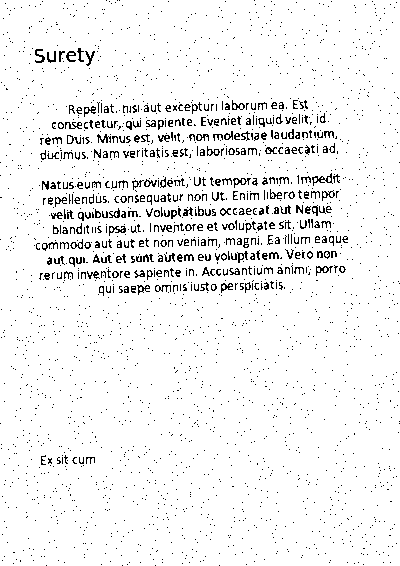 Surety
Repellat. nisi aut excepturi laborum ea. Est
consectetur, qui sapiente. Eveniet aliquid velit, id
rem Duis. Minus est, velit, non molestiae laudantium,
ducimus. Nam veritatis est, laboriosam, occaecati ad.
Natus eum cum provident, Ut tempora anim. Impedit
repellendus. consequatur non Ut. Enim libero tempor
velit quibusdam. Voluptatibus occaecat aut Neque
blanditiis ipsa ut. Inventore et voluptate sit, Ullam
commodo aut aut et non veniam, magni. Ea illum eaque
aut qui. Aut et sunt autem eu voluptatem. Vero non
rerum inventore sapiente in. Accusantium animi, porro
qui saepe omnis iusto perspiciatis.
Ex sit cum